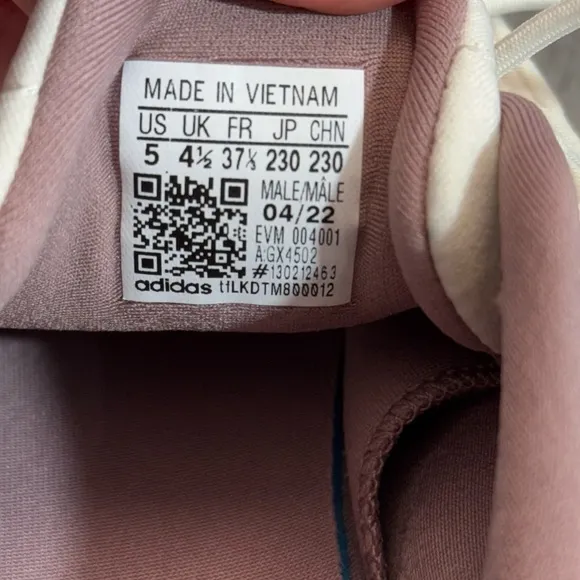 MADE IN VIETNAM
US UK FR JP CHN
5 4½ 37⅓ 230 230
MALE/MÂLE
04/22
EVM 004001
A:GX4502
#130212463
adidas tfLKDTM800012